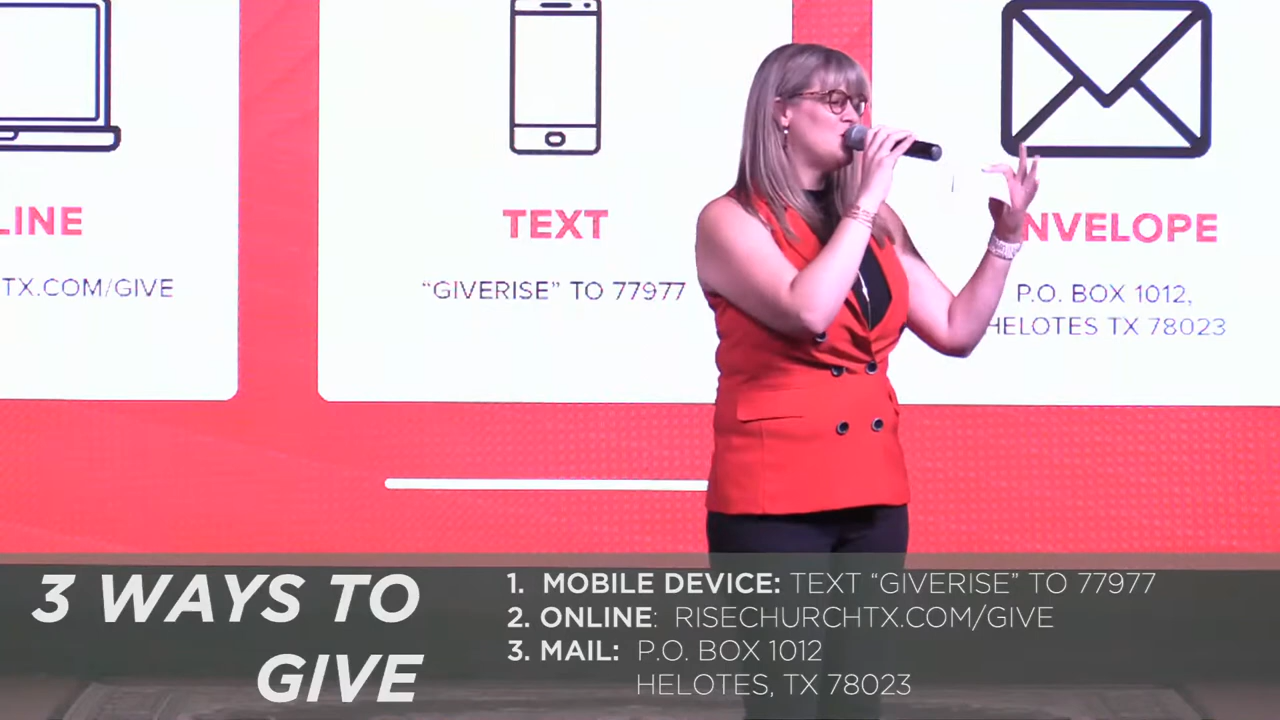 LINE
TX.COM/GIVE
TEXT
“GIVERISE” TO 77977
NVELOPE
P.O. BOX 1012,
HELOTES TX 78023
3 WAYS TO
GIVE
1. MOBILE DEVICE: TEXT “GIVERISE” TO 77977
2. ONLINE: RISECHURCHTX.COM/GIVE
3. MAIL: P.O. BOX 1012
HELOTES, TX 78023